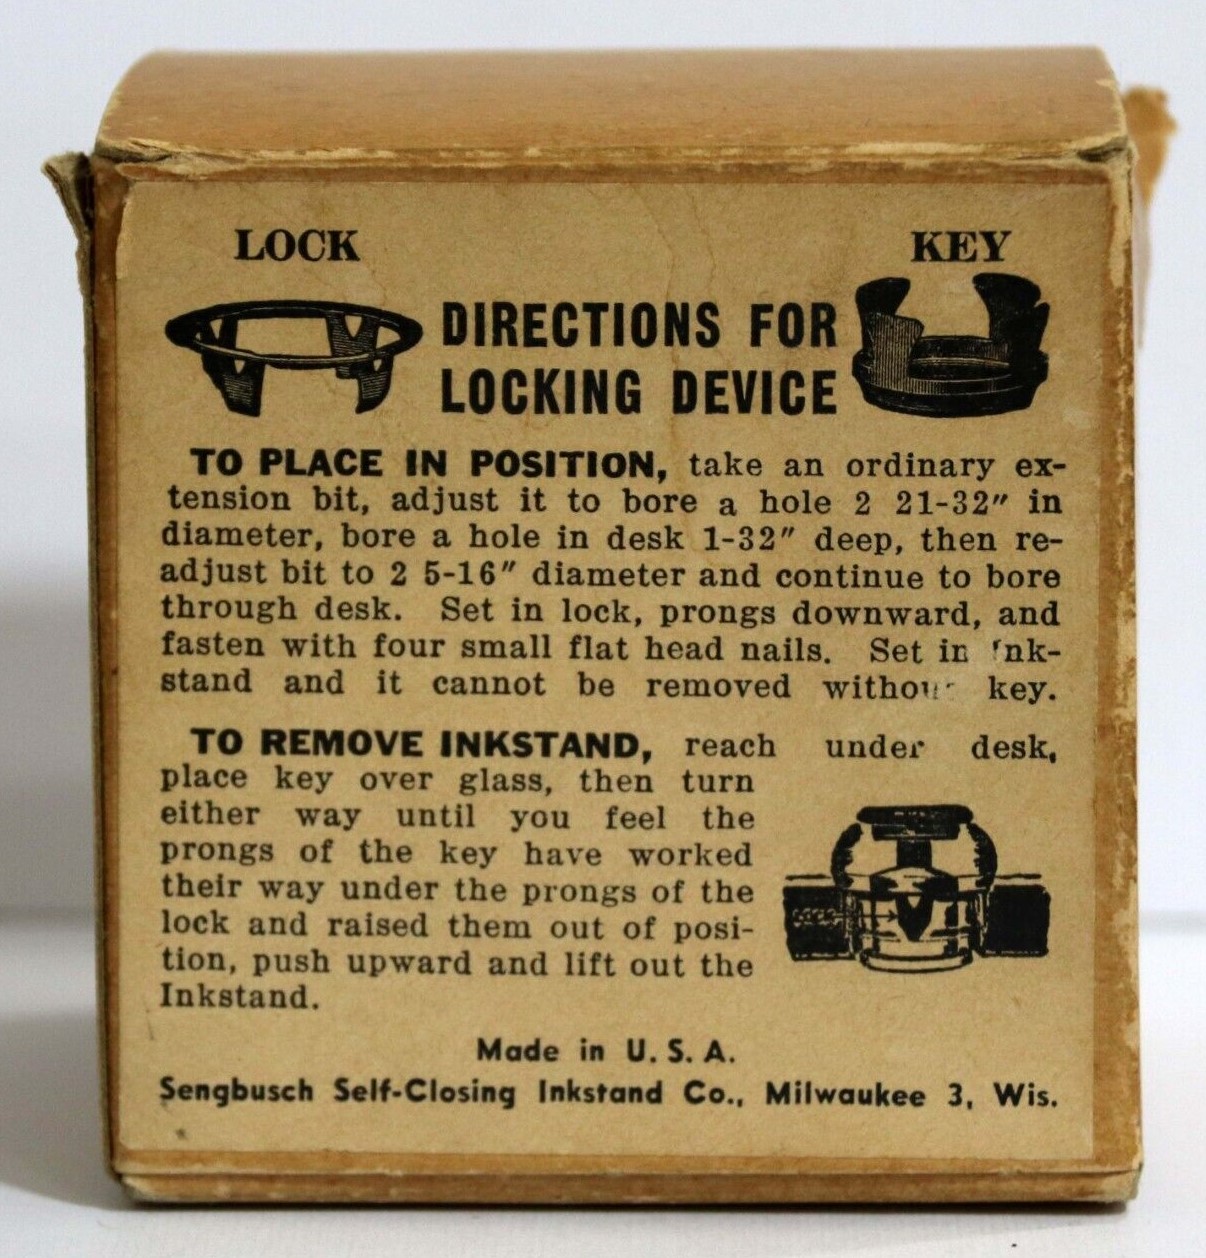 LOCK
KEY
DIRECTIONS FOR
LOCKING DEVICE
TO PLACE IN POSITION, take an ordinary ex-
tension bit, adjust it to bore a hole 2 21-32" in
diameter, bore a hole in desk 1-32" deep, then re-
adjust bit to 2 5-16" diameter and continue to bore
through desk. Set in lock, prongs downward, and
fasten with four small flat head nails. Set in Ink-
stand and it cannot be removed without key.
TO REMOVE INKSTAND, reach under desk,
place key over glass, then turn
either way until you feel the
prongs of the key have worked
their way under the prongs of the
lock and raised them out of posi-
tion, push upward and lift out the
Inkstand.
Made in U. S. A.
Sengbusch Self-Closing Inkstand Co., Milwaukee 3, Wis.